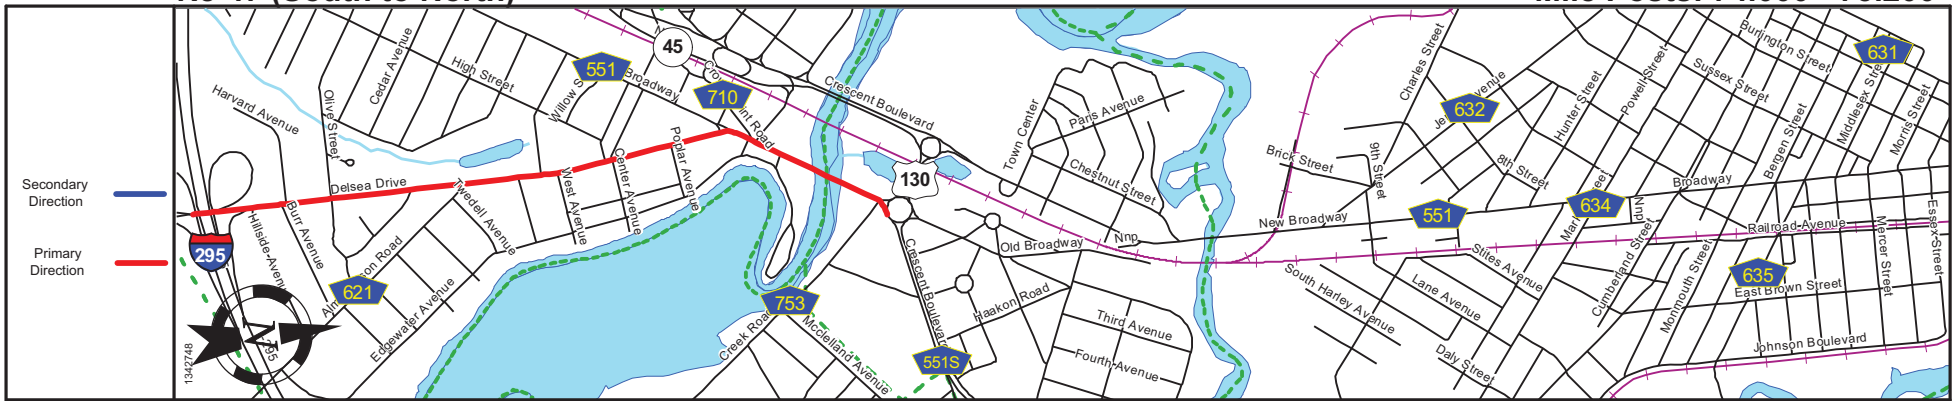 Secondary
Direction
Primary
Direction
45
551
710
130
295
621
753
551S
632
631
551
634
635
Cedar Avenue
High Street
Harvard Avenue
Olive Street
Broadway
Crescent Boulevard
Delsea Drive
Hillside Avenue
Burr Avenue
Twedell Avenue
West Avenue
Center Avenue
Poplar Avenue
Edgewater Avenue
Creek Road
Mcclelland Avenue
Crescent Boulevard
Town Center
Paris Avenue
Chestnut Street
Old Broadway
Nnp
Haakon Road
Third Avenue
Fourth Avenue
New Broadway
Brick Street
9th Street
Charles Street
8th Street
Hunter Street
Powell Street
Burlington Street
Sussex Street
Bergen Street
Morris Street
Broadway
Nnp
Railroad Avenue
Stites Avenue
South Harley Avenue
Lane Avenue
Daly Street
Cumberland Street
Monmouth Street
East Brown Street
Mercer Street
Essex Street
Johnson Boulevard
N
1342748